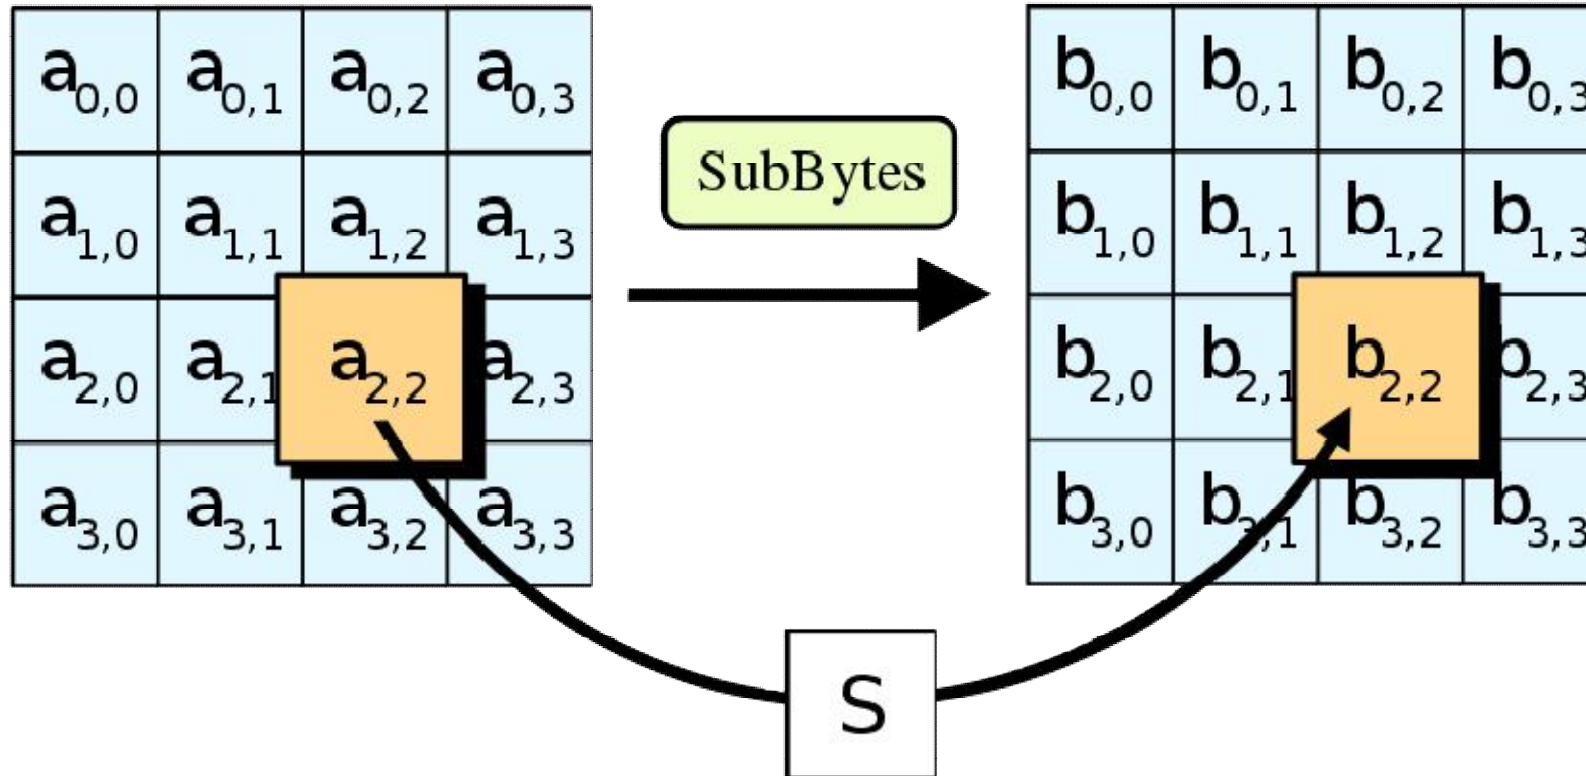 a0,0 a0,1 a0,2 a0,3
a1,0 a1,1 a1,2 a1,3
a2,0 a2,1 a2,2 a2,3
a3,0 a3,1 a3,2 a3,3
SubBytes
b0,0 b0,1 b0,2 b0,3
b1,0 b1,1 b1,2 b1,3
b2,0 b2,1 b2,2 b2,3
b3,0 b3,1 b3,2 b3,3
S